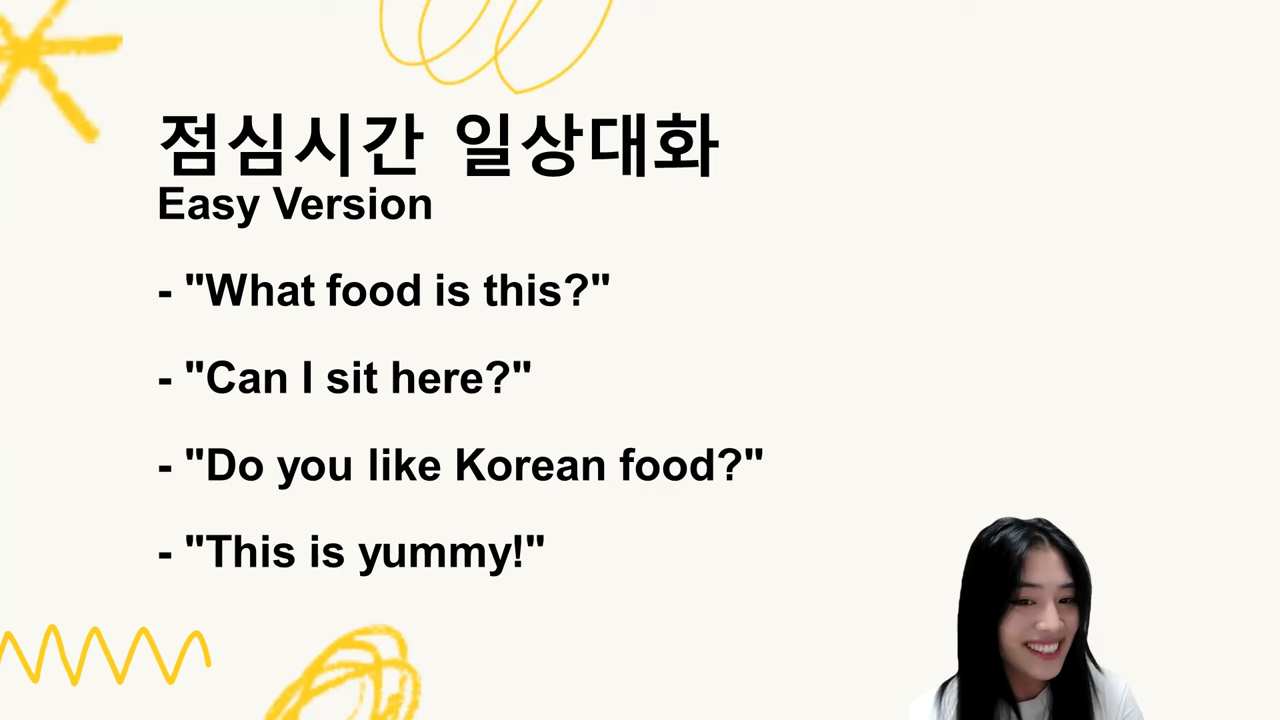 점심시간 일상대화
Easy Version
- "What food is this?"
- "Can I sit here?"
- "Do you like Korean food?"
- "This is yummy!"